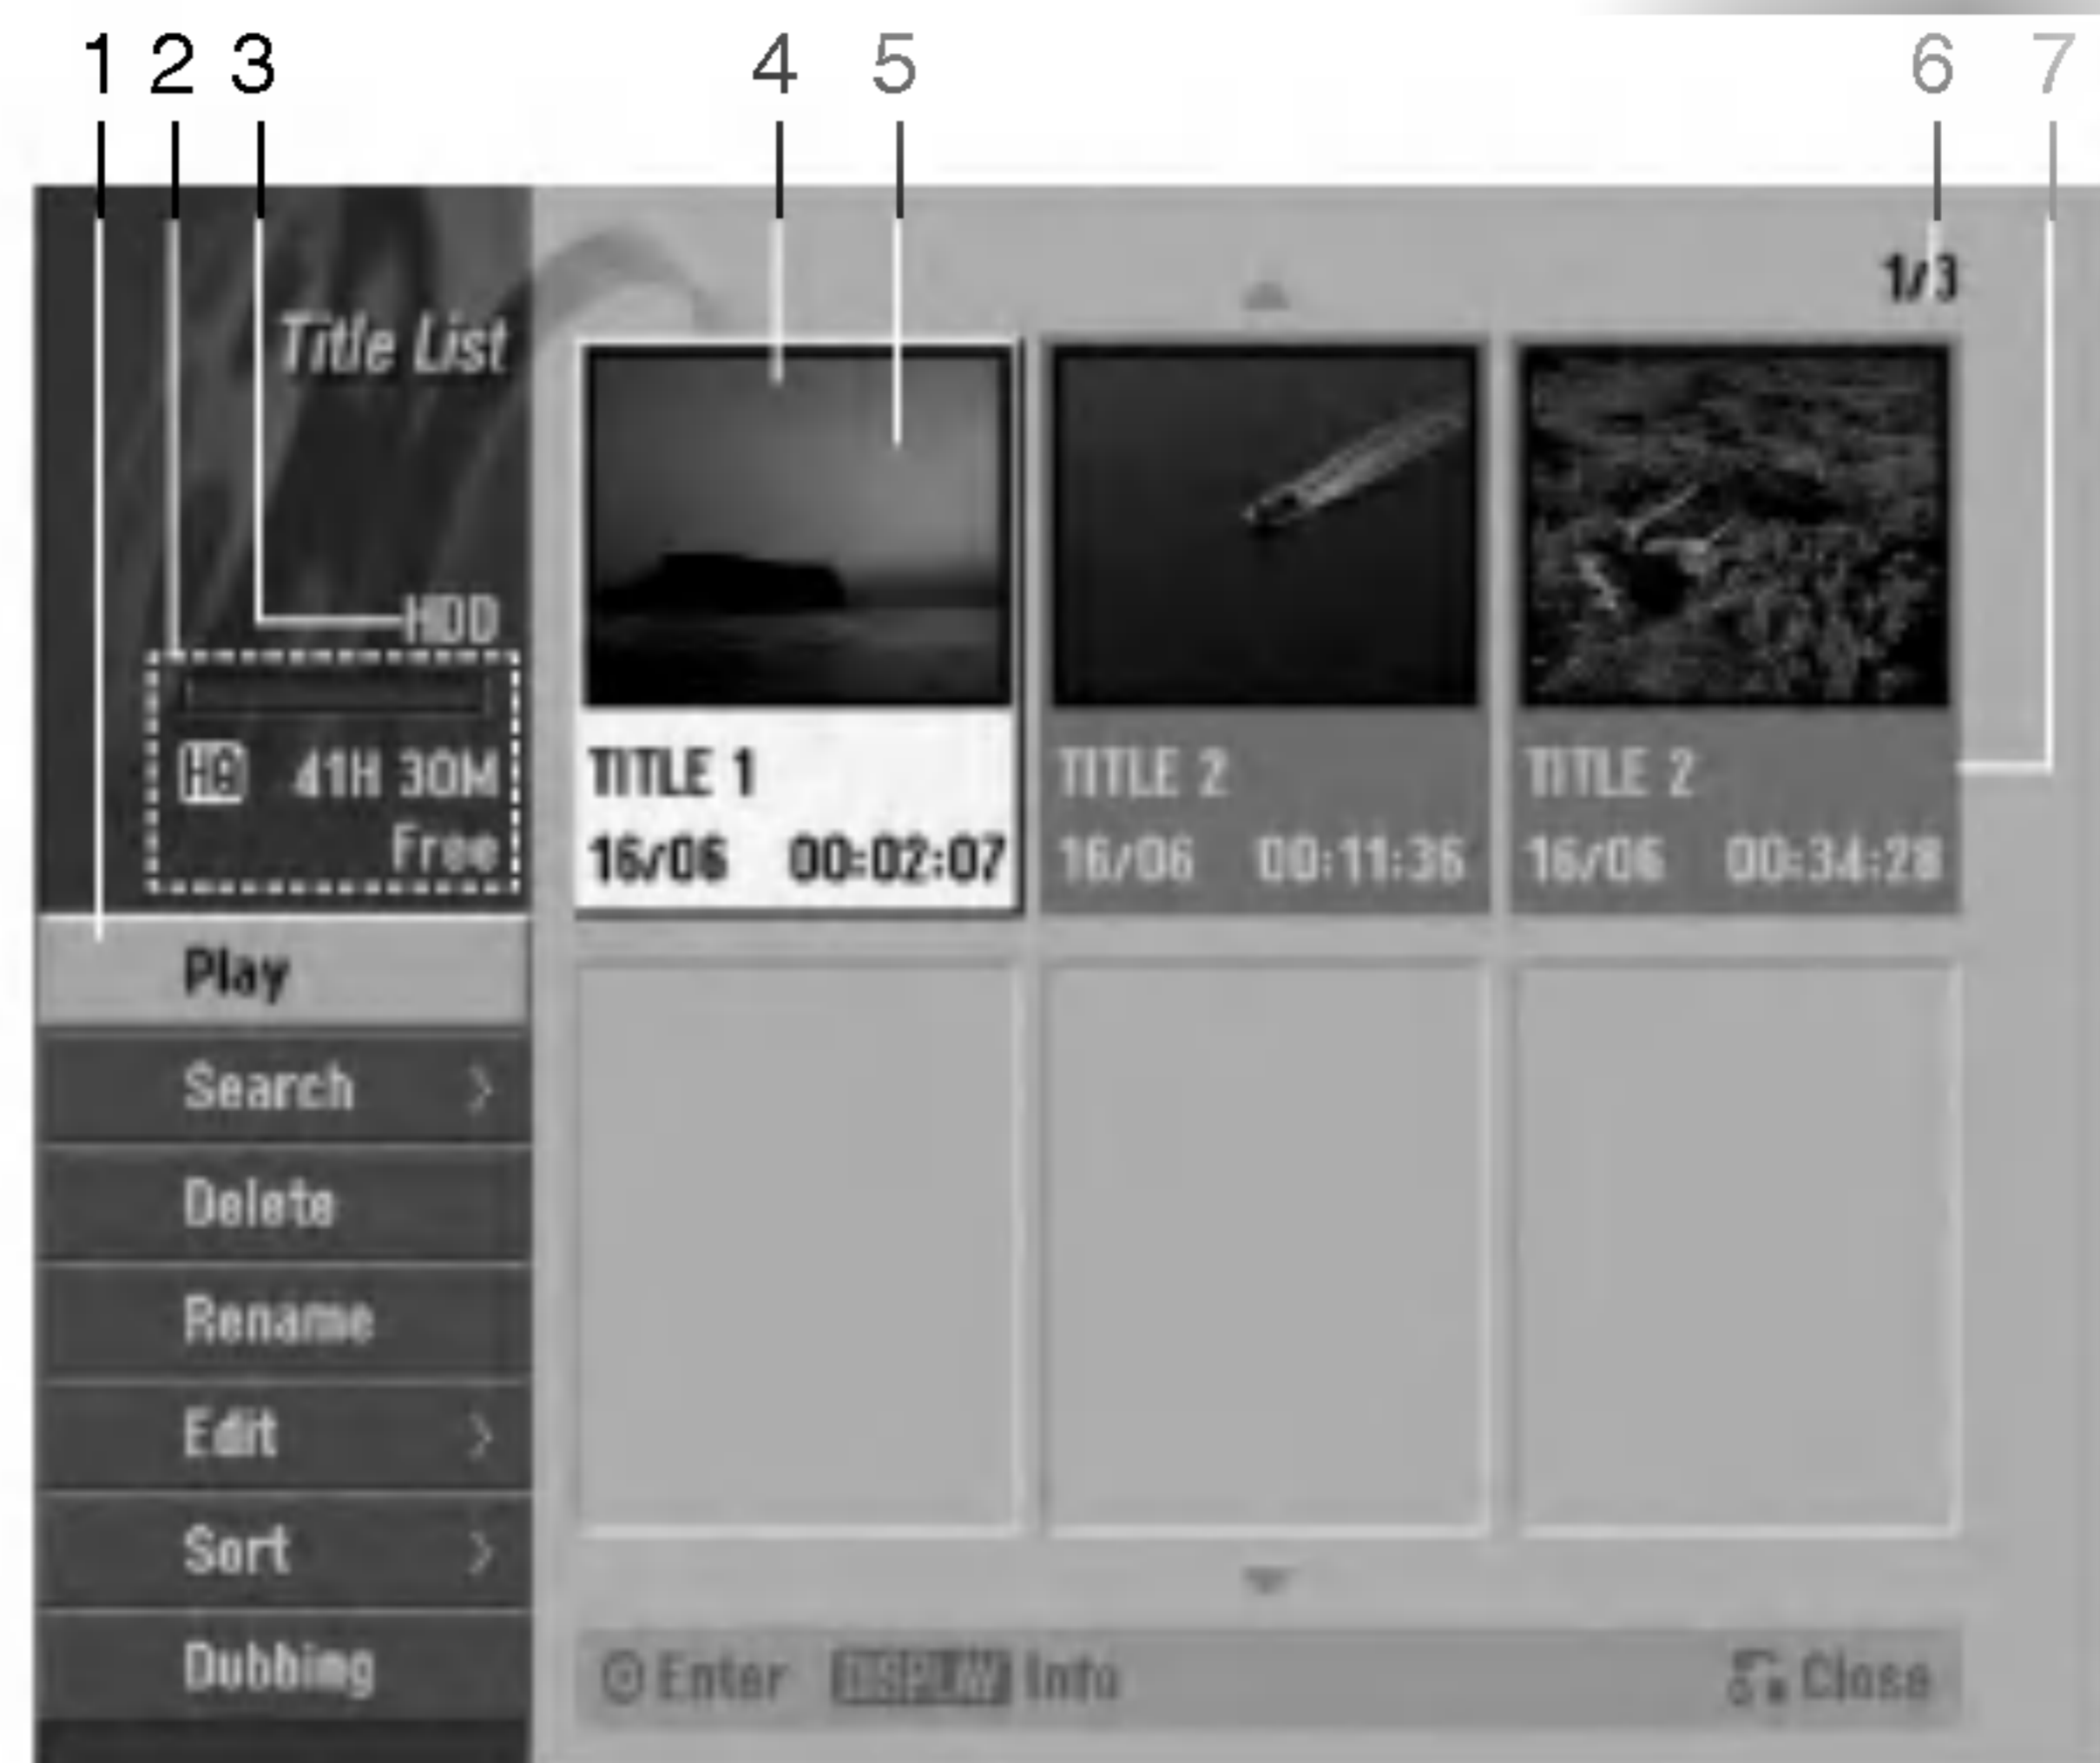 1 2 3 4 5 6 7
1/3
Title List
HDD
HQ 41H 30M
Free
TITLE 1
16/06 00:02:07
TITLE 2
16/06 00:11:36
TITLE 2
16/06 00:34:28
Play
Search >
Delete
Rename
Edit >
Sort >
Dubbing
Enter DISPLAY Info Close